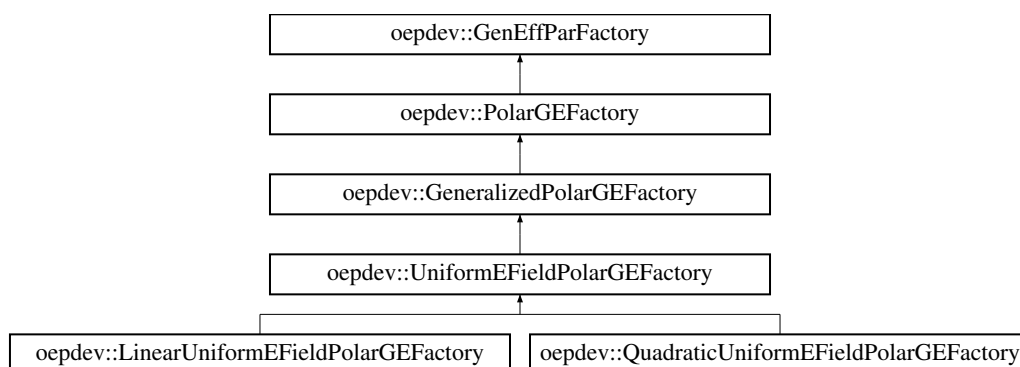 oepdev::GenEffParFactory
oepdev::PolarGEFactory
oepdev::GeneralizedPolarGEFactory
oepdev::UniformEFieldPolarGEFactory
oepdev::LinearUniformEFieldPolarGEFactory
oepdev::QuadraticUniformEFieldPolarGEFactory